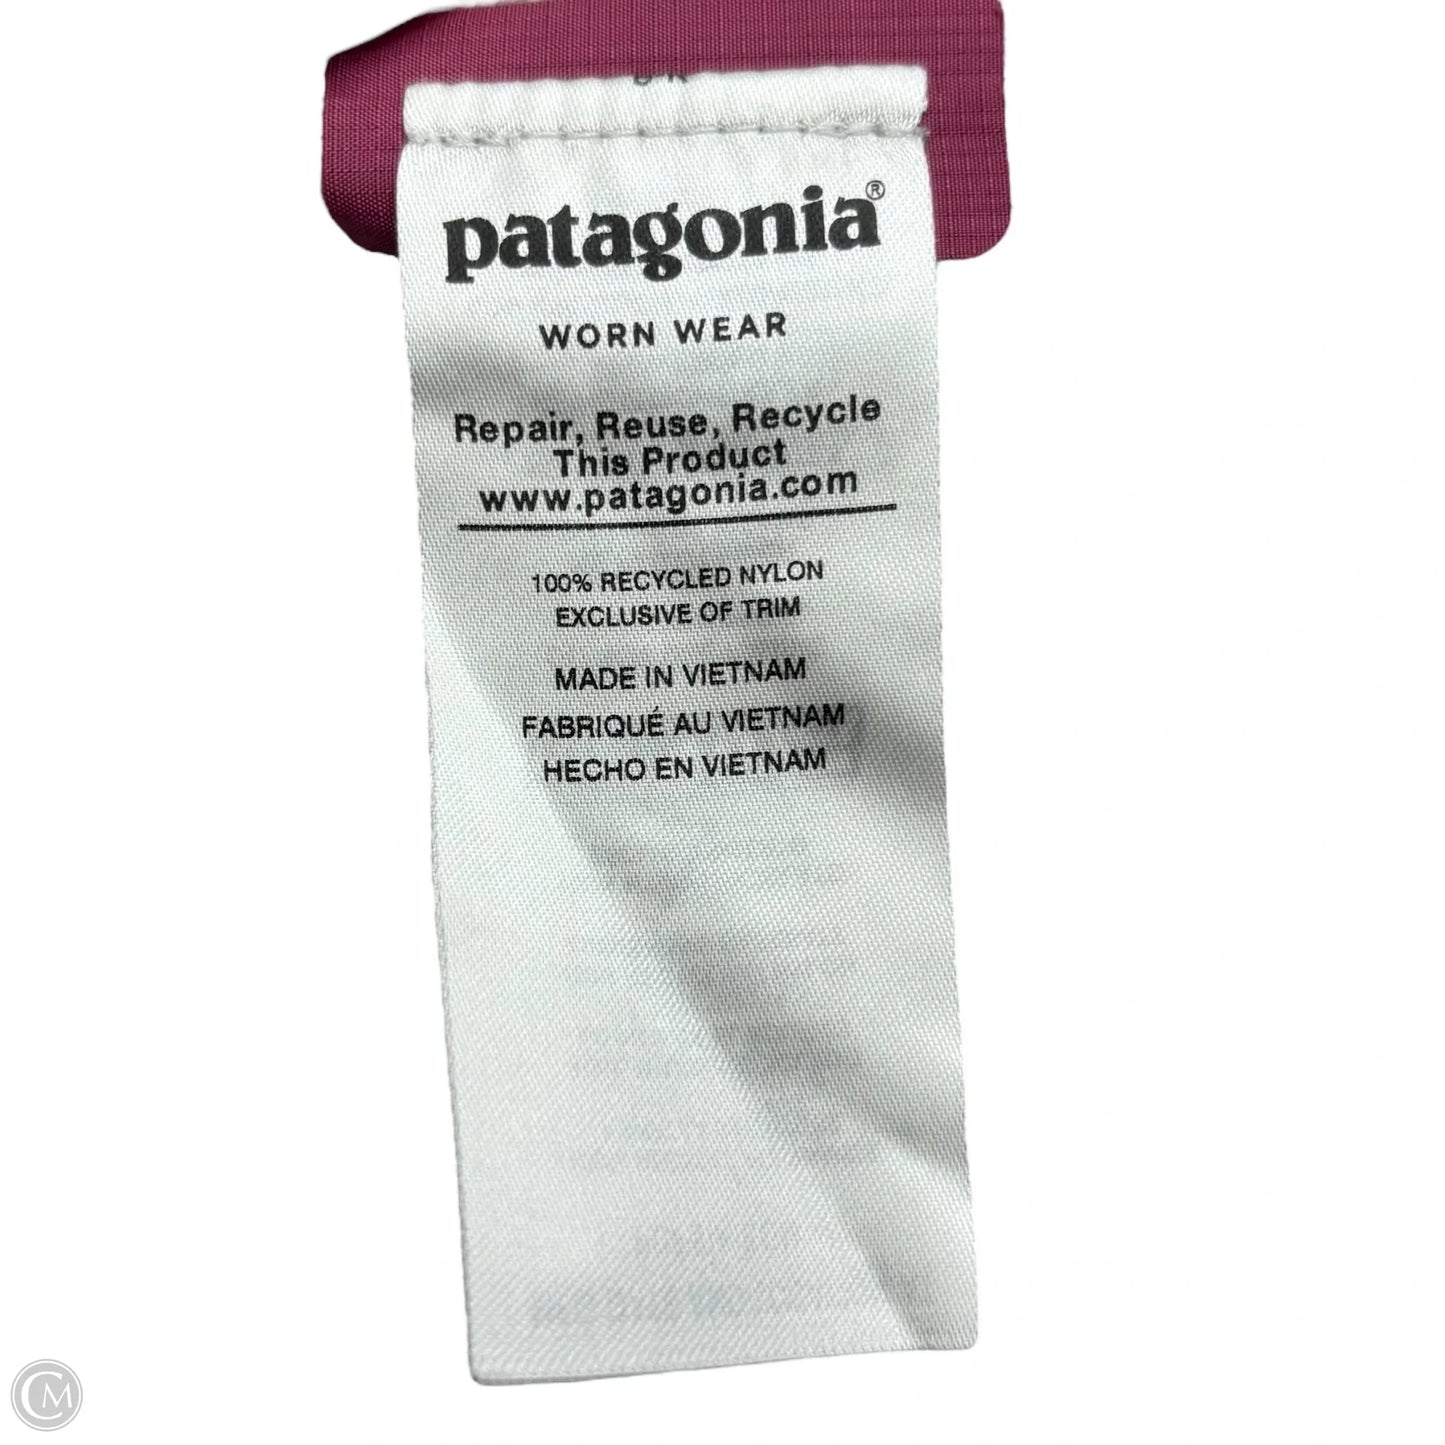 patagonia®
WORN WEAR
Repair, Reuse, Recycle
This Product
www.patagonia.com
100% RECYCLED NYLON
EXCLUSIVE OF TRIM
MADE IN VIETNAM
FABRIQUÉ AU VIETNAM
HECHO EN VIETNAM
CM